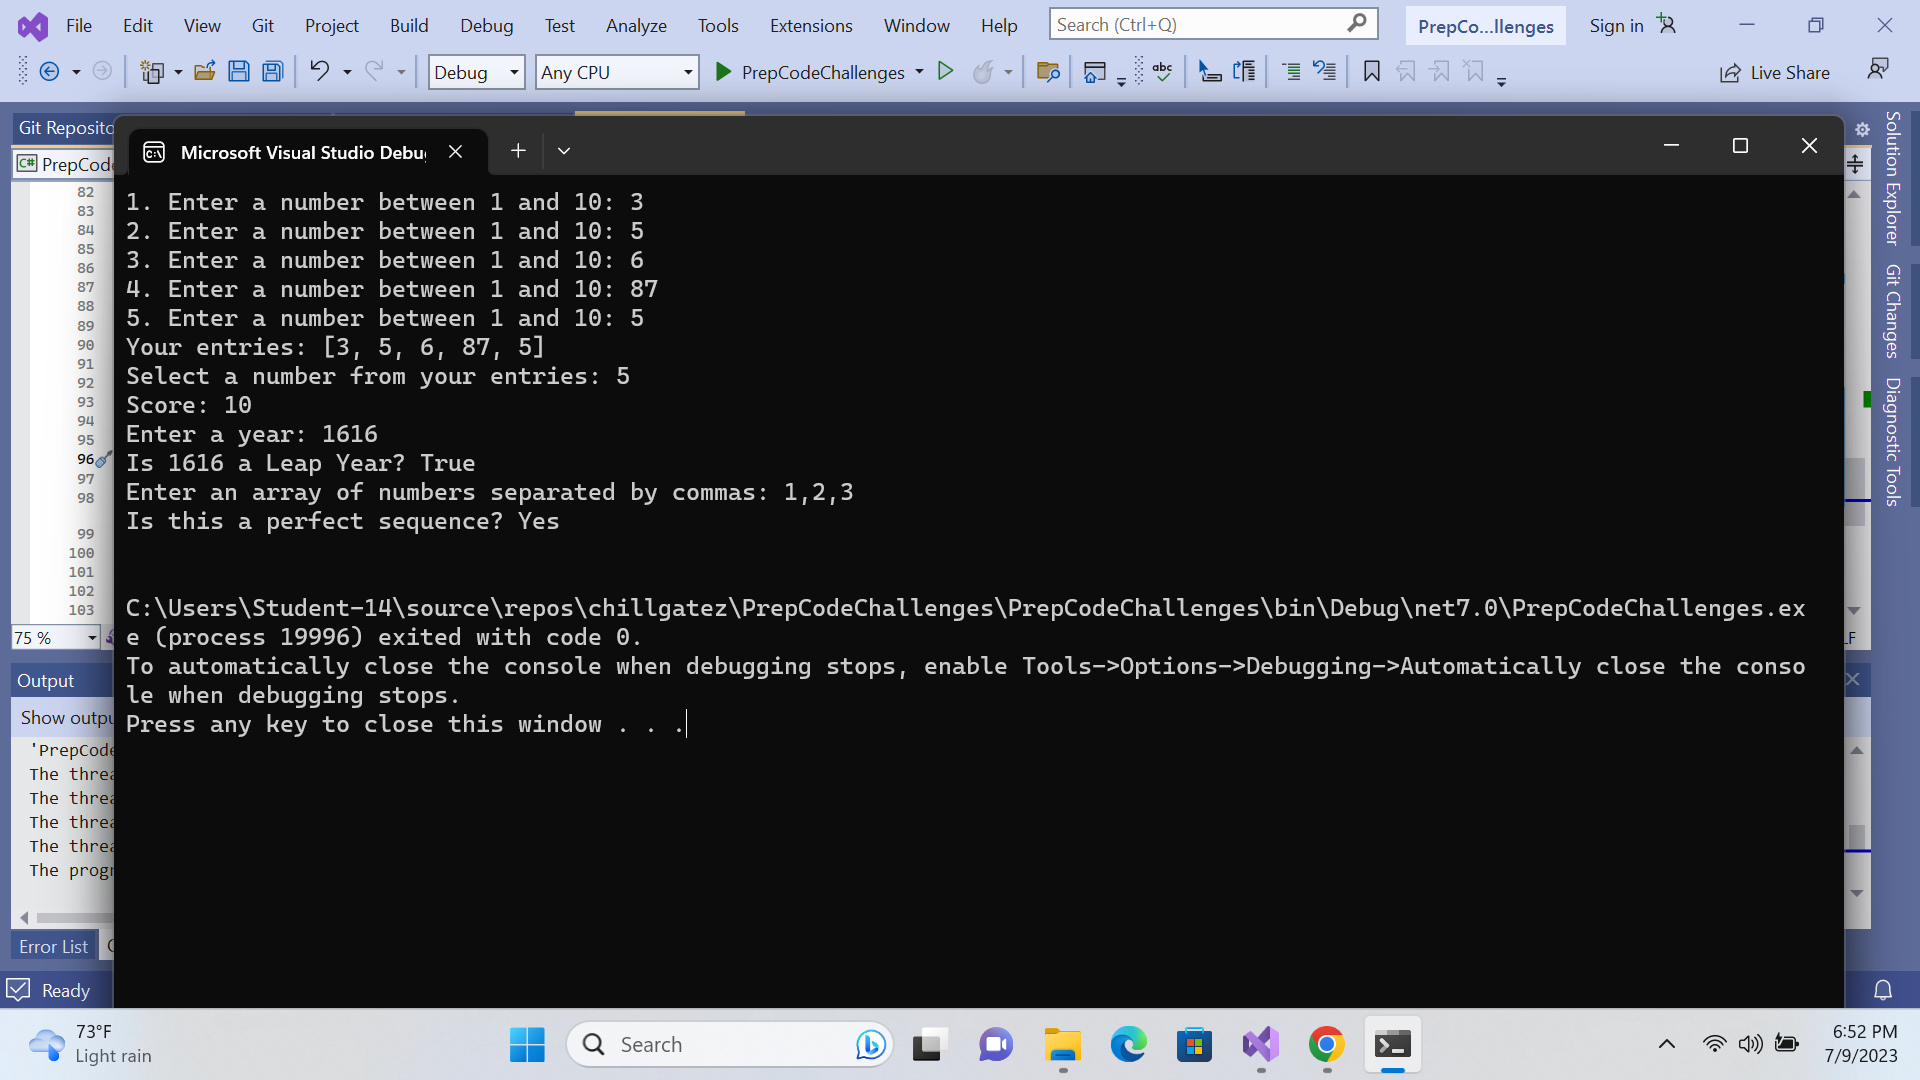 File Edit View Git Project Build Debug Test Analyze Tools Extensions Window Help Search (Ctrl+Q) PrepCo...llenges Sign in
Debug Any CPU PrepCodeChallenges Live Share
Git Reposito
C# PrepCode
Microsoft Visual Studio Debu
1. Enter a number between 1 and 10: 3
2. Enter a number between 1 and 10: 5
3. Enter a number between 1 and 10: 6
4. Enter a number between 1 and 10: 87
5. Enter a number between 1 and 10: 5
Your entries: [3, 5, 6, 87, 5]
Select a number from your entries: 5
Score: 10
Enter a year: 1616
Is 1616 a Leap Year? True
Enter an array of numbers separated by commas: 1,2,3
Is this a perfect sequence? Yes
C:\Users\Student-14\source\repos\chillgatez\PrepCodeChallenges\PrepCodeChallenges\bin\Debug\net7.0\PrepCodeChallenges.ex
e (process 19996) exited with code 0.
To automatically close the console when debugging stops, enable Tools->Options->Debugging->Automatically close the conso
le when debugging stops.
Press any key to close this window . . .
82
83
84
85
86
87
88
89
90
91
92
93
94
95
96
97
98
99
100
101
102
103
75 %
LF
Solution Explorer
Git Changes
Diagnostic Tools
Output
Show outpu
'PrepCode
The threa
The threa
The threa
The threa
The progr
Error List
Ready
73°F
Light rain
Search
6:52 PM
7/9/2023